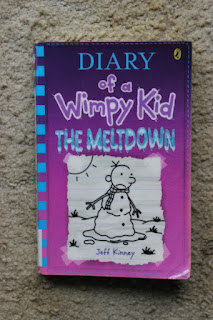 DIARY
of a
Wimpy Kid
THE MELTDOWN
Jeff Kinney